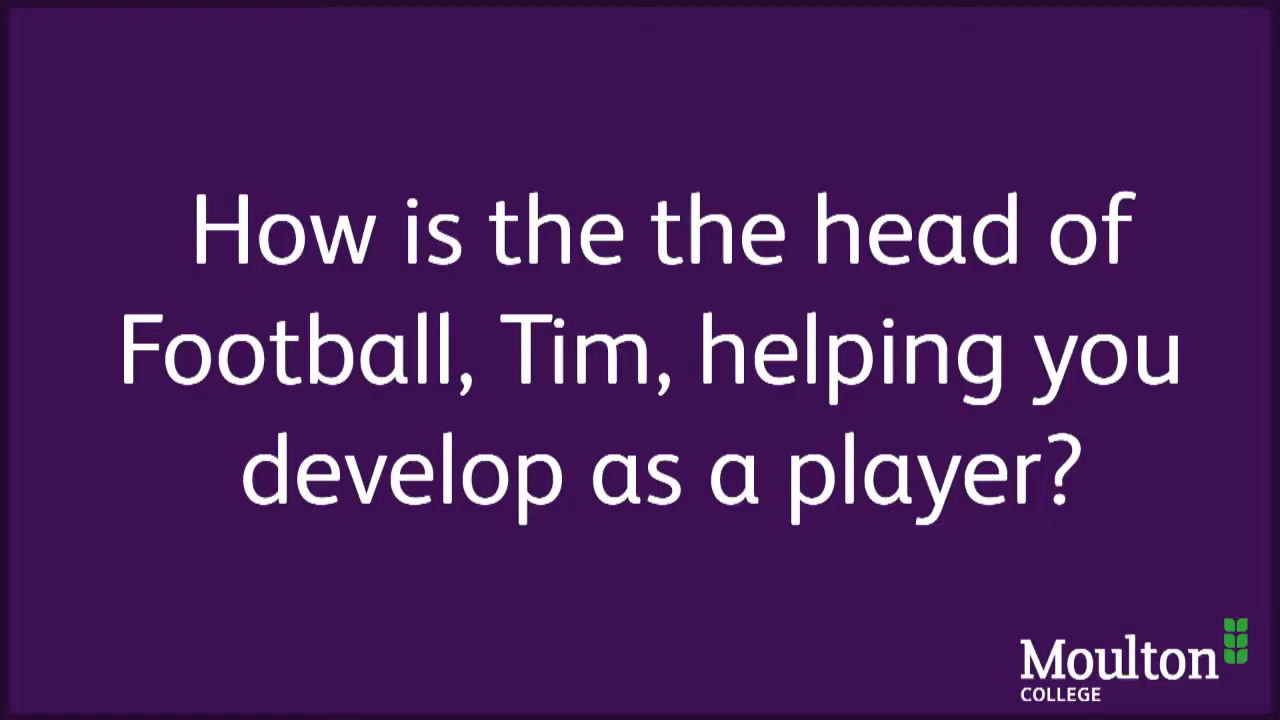 How is the the head of
Football, Tim, helping you
develop as a player?
Moulton
COLLEGE